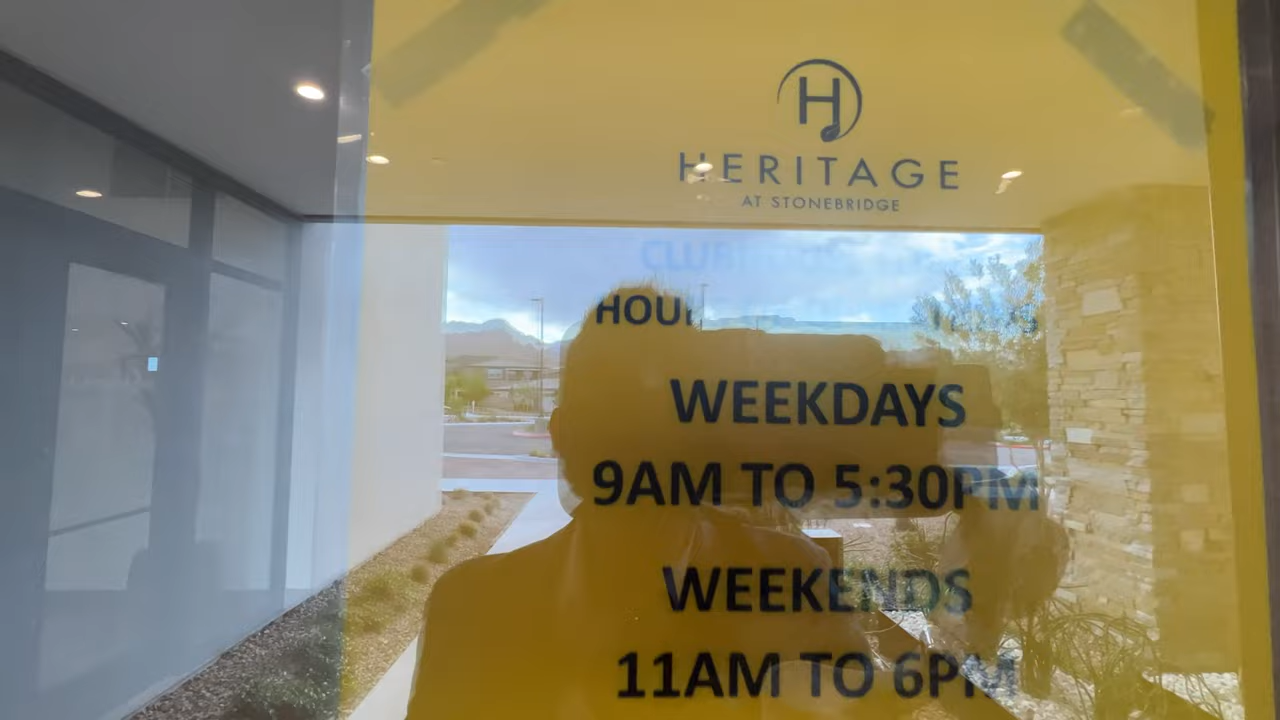 H
HERITAGE
AT STONEBRIDGE
WEEKDAYS
9AM TO 5:30PM
WEEKENDS
11AM TO 6PM